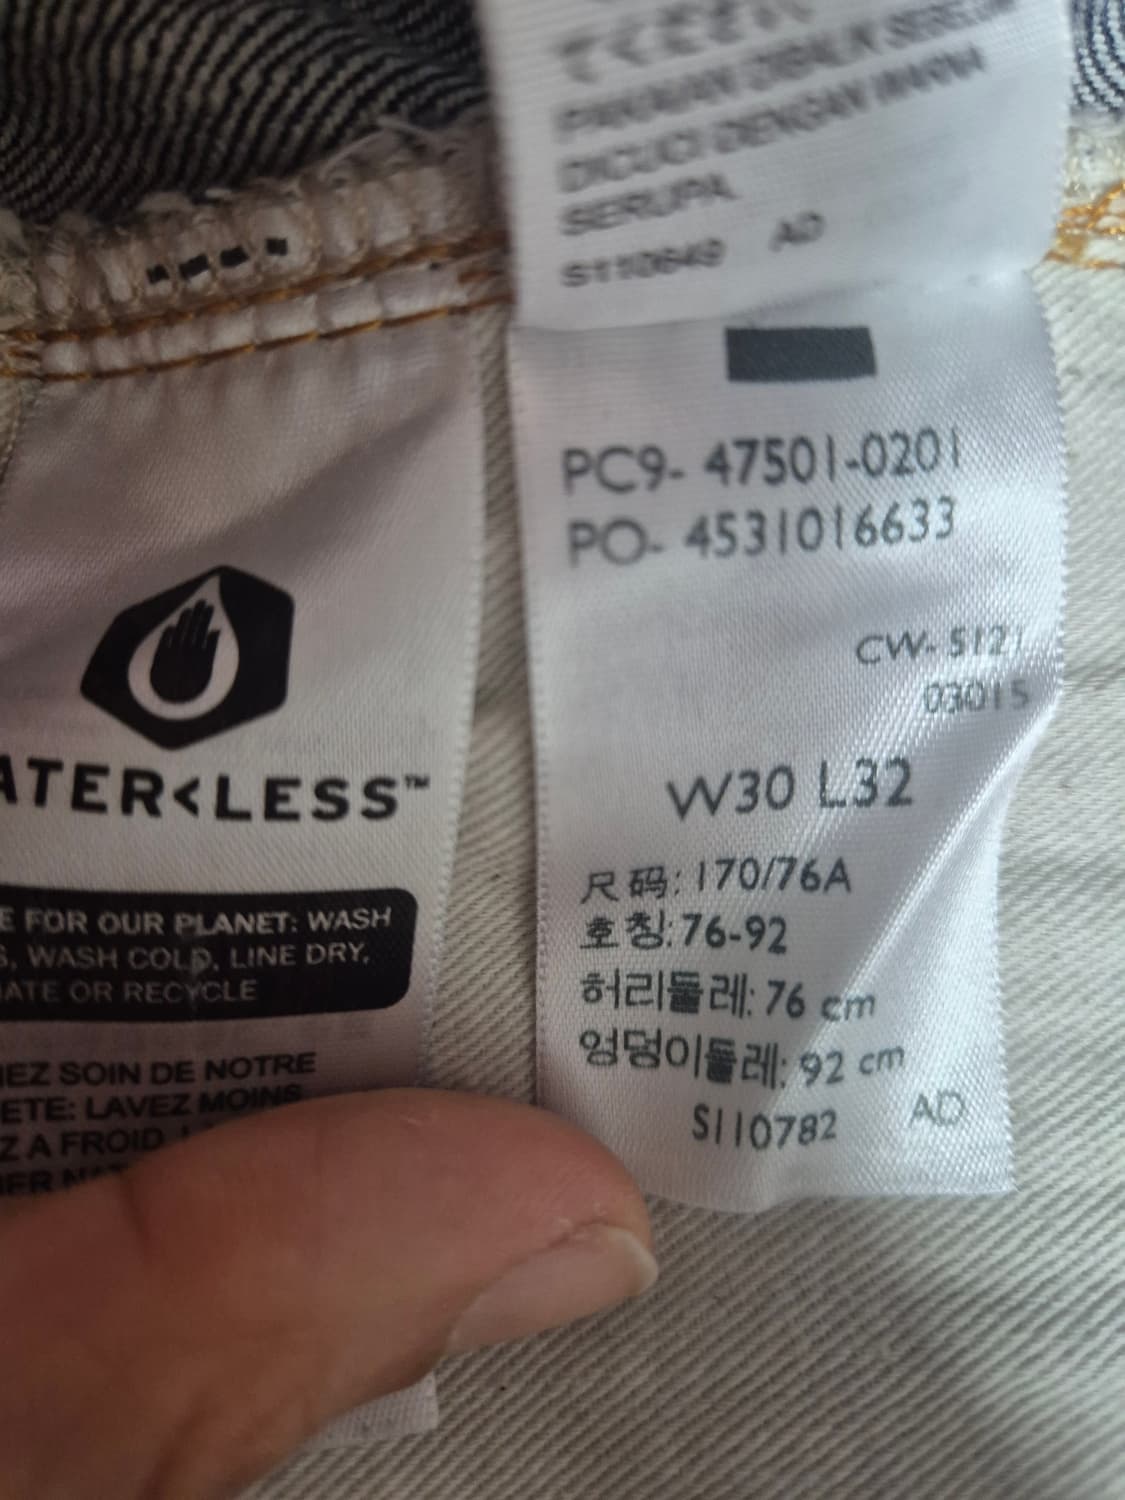 DICUCI DENGAN WARNA
SERUPA.
S110649 AD
PC9- 47501-0201
PO- 4531016633
CW- 5121
03015
W30 L32
尺码: 170/76A
호칭: 76-92
허리둘레: 76 cm
엉덩이둘레: 92 cm
S110782 AD
ATER<LESS™
E FOR OUR PLANET: WASH
S, WASH COLD, LINE DRY,
ATE OR RECYCLE
EZ SOIN DE NOTRE
ETE: LAVEZ MOINS
Z A FROID